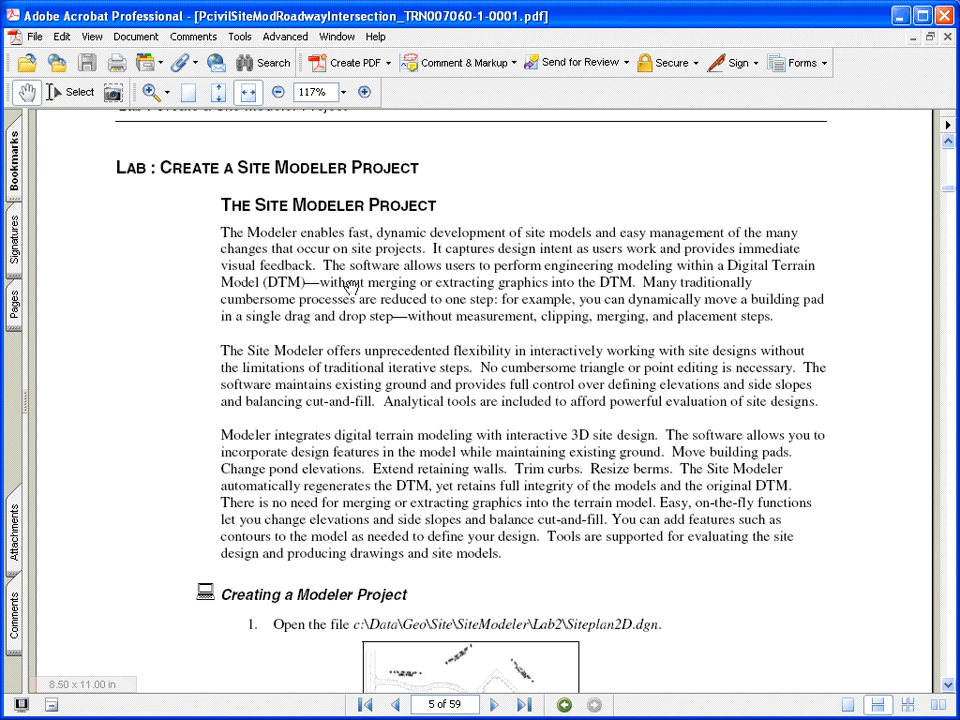 Adobe Acrobat Professional - [PcivilSiteModRoadwayIntersection_TRN007060-1-0001.pdf]
File Edit View Document Comments Tools Advanced Window Help
Search Create PDF Comment & Markup Send for Review Secure Sign Forms
Select 117%
Lab : Create a Site Modeler Project
LAB : CREATE A SITE MODELER PROJECT
THE SITE MODELER PROJECT
The Modeler enables fast, dynamic development of site models and easy management of the many
changes that occur on site projects.  It captures design intent as users work and provides immediate
visual feedback.  The software allows users to perform engineering modeling within a Digital Terrain
Model (DTM)—without merging or extracting graphics into the DTM.  Many traditionally
cumbersome processes are reduced to one step: for example, you can dynamically move a building pad
in a single drag and drop step—without measurement, clipping, merging, and placement steps.
The Site Modeler offers unprecedented flexibility in interactively working with site designs without
the limitations of traditional iterative steps.  No cumbersome triangle or point editing is necessary.  The
software maintains existing ground and provides full control over defining elevations and side slopes
and balancing cut-and-fill.  Analytical tools are included to afford powerful evaluation of site designs.
Modeler integrates digital terrain modeling with interactive 3D site design.  The software allows you to
incorporate design features in the model while maintaining existing ground.  Move building pads.
Change pond elevations.  Extend retaining walls.  Trim curbs.  Resize berms.  The Site Modeler
automatically regenerates the DTM, yet retains full integrity of the models and the original DTM.
There is no need for merging or extracting graphics into the terrain model. Easy, on-the-fly functions
let you change elevations and side slopes and balance cut-and-fill. You can add features such as
contours to the model as needed to define your design.  Tools are supported for evaluating the site
design and producing drawings and site models.
Creating a Modeler Project
1. Open the file c:\Data\Geo\Site\SiteModeler\Lab2\Siteplan2D.dgn.
Bookmarks
Signatures
Pages
Attachments
Comments
8.50 x 11.00 in
5 of 59